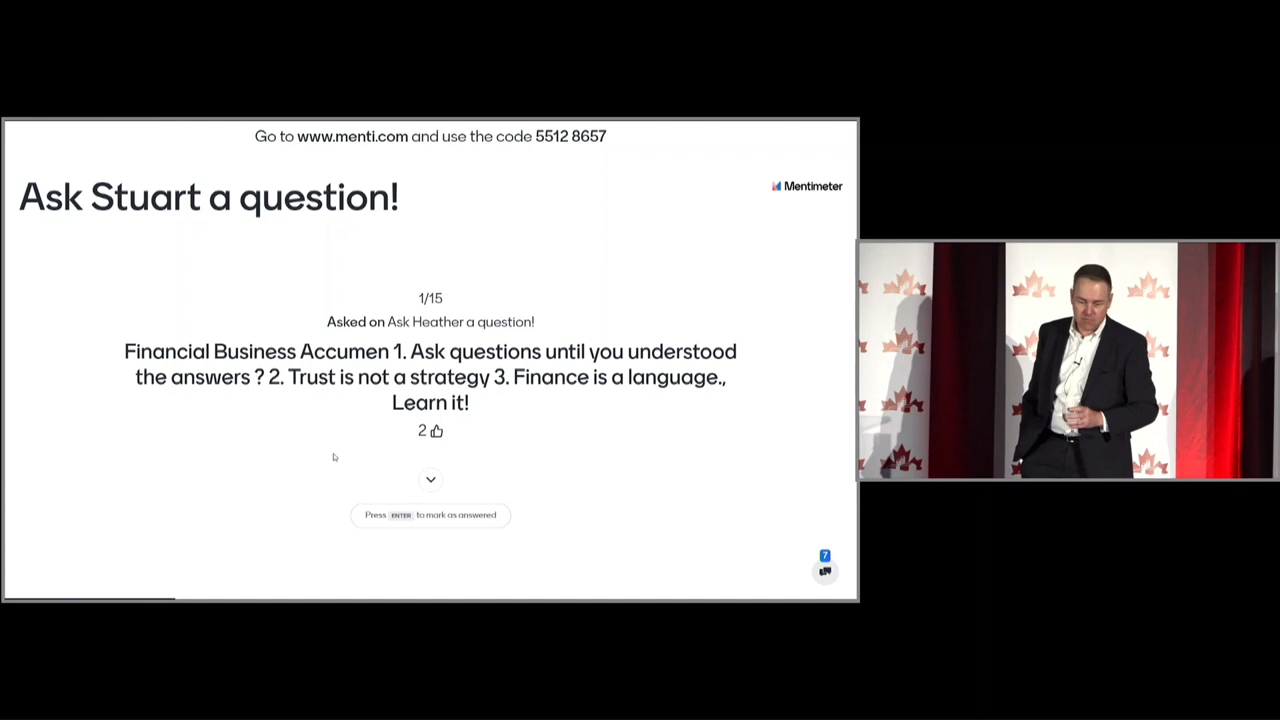 Go to www.menti.com and use the code 5512 8657
Ask Stuart a question!
Mentimeter
1/15
Asked on Ask Heather a question!
Financial Business Accumen 1. Ask questions until you understood
the answers ? 2. Trust is not a strategy 3. Finance is a language.,
Learn it!
2
Press ENTER to mark as answered
7